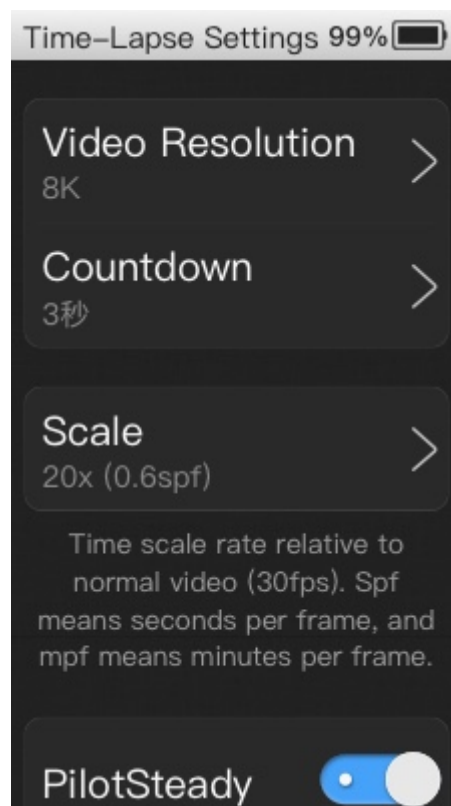 Time-Lapse Settings 99%
Video Resolution
8K
Countdown
3秒
Scale
20x (0.6spf)
Time scale rate relative to
normal video (30fps). Spf
means seconds per frame, and
mpf means minutes per frame.
PilotSteady